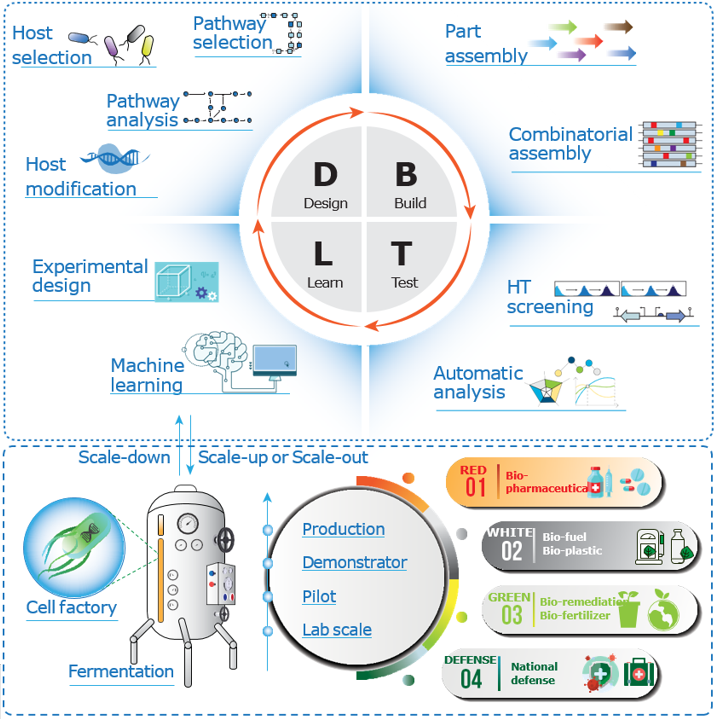 Host
selection
Pathway
selection
Pathway
analysis
Host
modification
Part
assembly
Combinatorial
assembly
D
Design
B
Build
L
Learn
T
Test
Experimental
design
Machine
learning
HT
screening
Automatic
analysis
Scale-down
Scale-up or Scale-out
Cell factory
Fermentation
Production
Demonstrator
Pilot
Lab scale
RED
01
Bio-
pharmaceutical
WHITE
02
Bio-fuel
Bio-plastic
GREEN
03
Bio-remediation
Bio-fertilizer
DEFENSE
04
National
defense